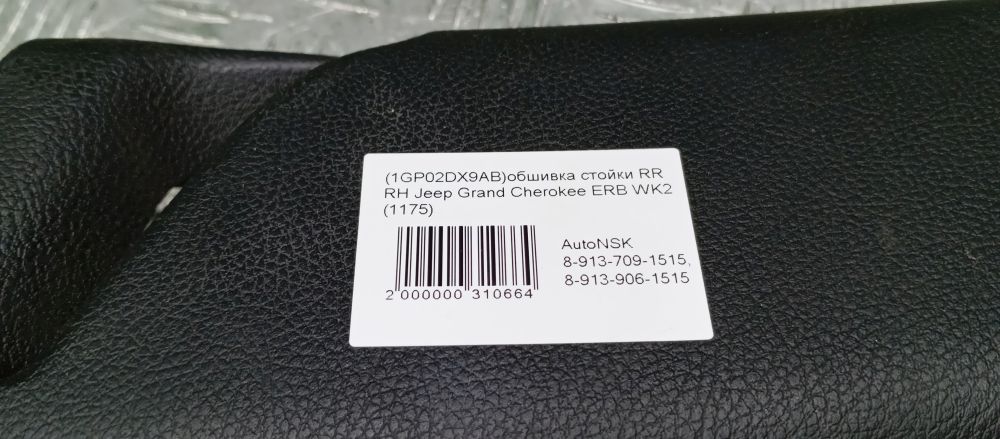 (1GP02DX9AB)обшивка стойки RR
RH Jeep Grand Cherokee ERB WK2
(1175)
AutoNSK
8-913-709-1515,
8-913-906-1515
2 000000 310664